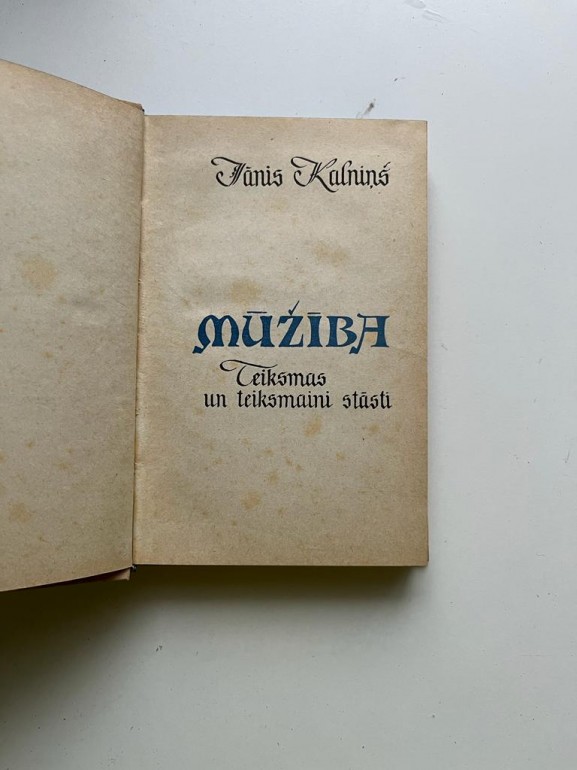 Jānis Kalniņš
MŪŽĪBA
Teiksmas
un teiksmaini stāsti